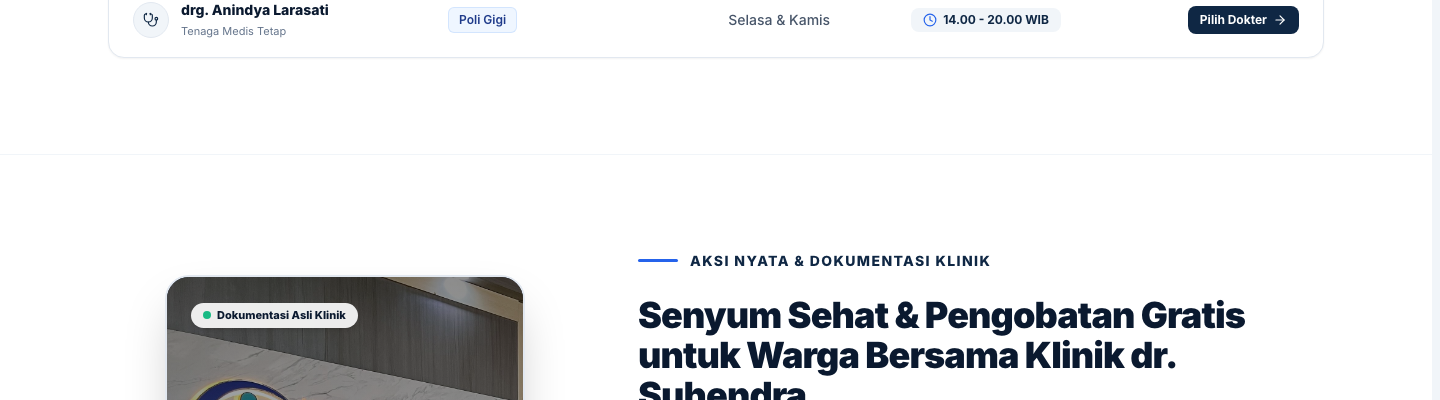 drg. Anindya Larasati
Tenaga Medis Tetap
Poli Gigi
Selasa & Kamis
14.00 - 20.00 WIB
Pilih Dokter
AKSI NYATA & DOKUMENTASI KLINIK
Dokumentasi Asli Klinik
Senyum Sehat & Pengobatan Gratis
untuk Warga Bersama Klinik dr.
Suhendra